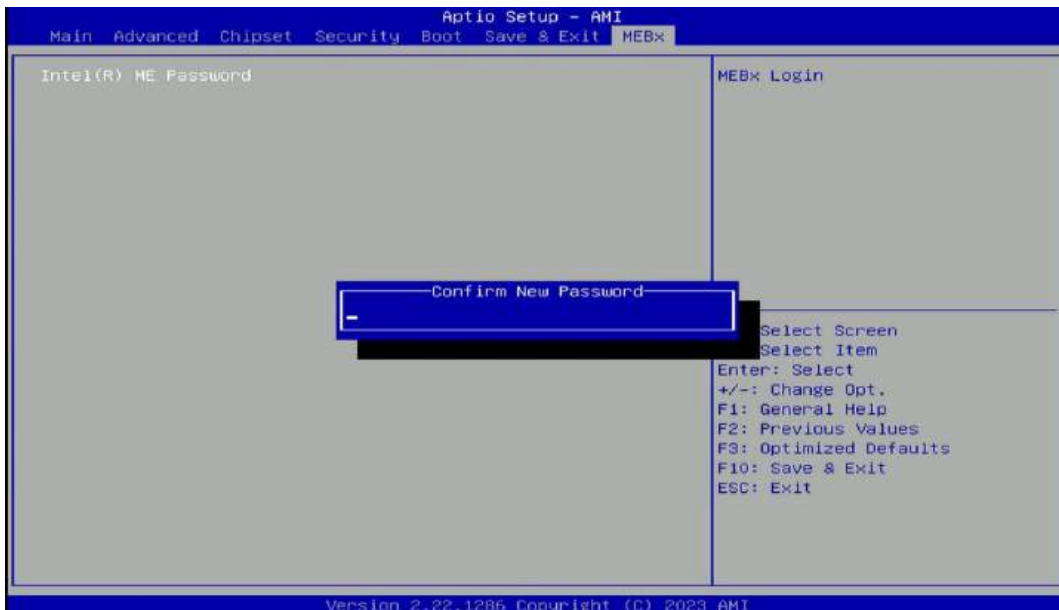 Aptio Setup - AMI
Main Advanced Chipset Security Boot Save & Exit MEBx
Intel(R) ME Password
MEBx Login
Confirm New Password
Select Screen
Select Item
Enter: Select
+/-: Change Opt.
F1: General Help
F2: Previous Values
F3: Optimized Defaults
F10: Save & Exit
ESC: Exit
Version 2.22.1286 Copyright (C) 2023 AMI